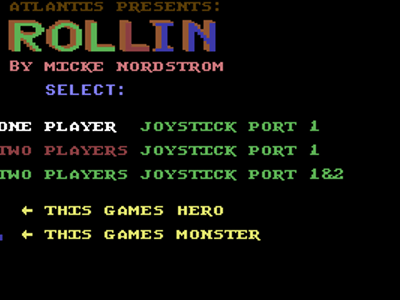 ATLANTIS PRESENTS:
ROLLIN
BY MICKE NORDSTROM
SELECT:
ONE PLAYER JOYSTICK PORT 1
TWO PLAYERS JOYSTICK PORT 1
TWO PLAYERS JOYSTICK PORT 1&2
← THIS GAMES HERO
← THIS GAMES MONSTER